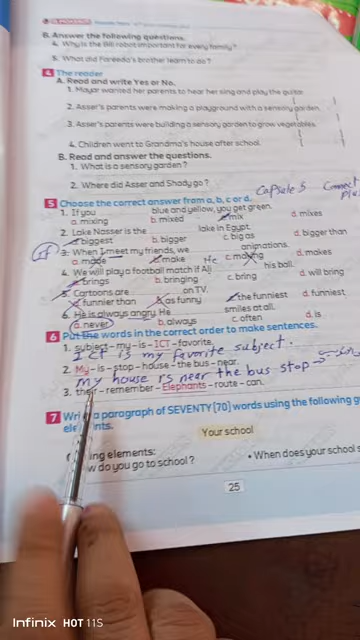 B. Answer the following questions.
4. Why is the Bill robot important for every family?
5. What did Fareeda's brother learn to do?
4 The reader
A. Read and write Yes or No.
1. Mayar wanted her parents to hear her sing and play the guitar.
2. Asser's parents were making a playground with a sensory garden.
3. Asser's parents were building a sensory garden to grow vegetables.
4. Children went to Grandma's house after school.
B. Read and answer the questions.
1. What is a sensory garden?
2. Where did Asser and Shady go?
Capsule 5 Connect
5 Choose the correct answer from a, b, c or d.
1. If you blue and yellow, you get green.
a. mixing b. mixed c. mix d. mixes
2. Lake Nasser is the lake in Egypt.
a. biggest b. bigger c. big as d. bigger than
If 3. When I meet my friends, we animations.
a. made b. make c. making d. makes
4. We will play a football match if Ali his ball.
He
a. brings b. bringing c. bring d. will bring
5. Cartoons are on TV.
a. funnier than b. as funny c. the funniest d. funniest
6. He is always angry. He smiles at all.
a. never b. always c. often d. is
6 Put the words in the correct order to make sentences.
1. subject – my – is – ICT – favorite.
ICT is my favorite subject.
2. My – is – stop – house – the bus – near.
my house is near the bus stop
3. their – remember – Elephants – route – can.
7 a paragraph of SEVENTY [70] words using the following
Your school
do you go to school?
• When does your school
25
Infinix HOT 11S